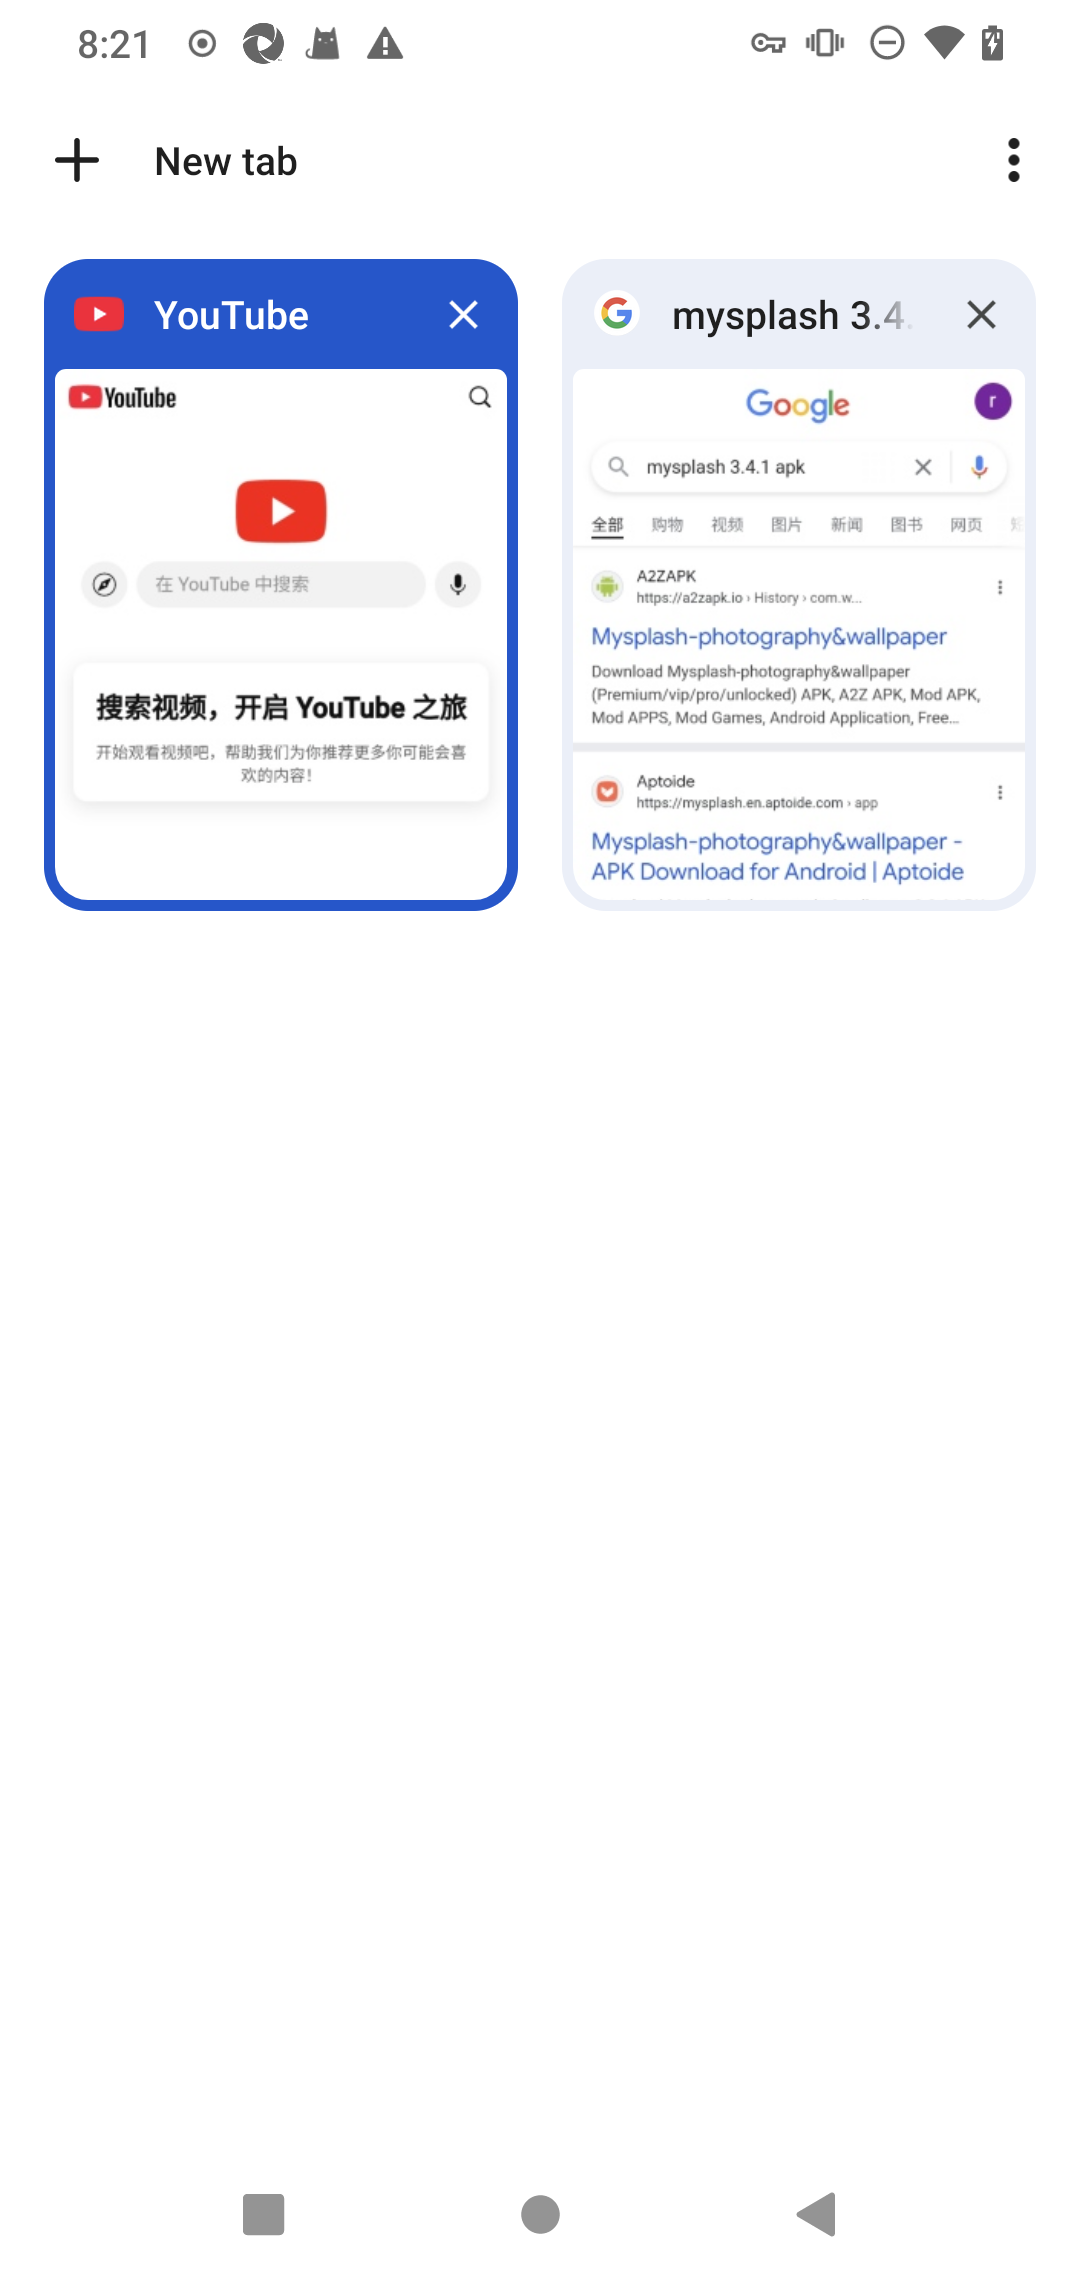 8:21
New tab
YouTube
YouTube
在 YouTube 中搜索
搜索视频，开启 YouTube 之旅
开始观看视频吧，帮助我们为你推荐更多你可能会喜
欢的内容！
mysplash 3.4.
Google
r
mysplash 3.4.1 apk
全部 购物 视频 图片 新闻 图书 网页
A2ZAPK
https://a2zapk.io › History › com.w...
Mysplash-photography&wallpaper
Download Mysplash-photography&wallpaper
(Premium/vip/pro/unlocked) APK, A2Z APK, Mod APK,
Mod APPS, Mod Games, Android Application, Free...
Aptoide
https://mysplash.en.aptoide.com › app
Mysplash-photography&wallpaper -
APK Download for Android | Aptoide